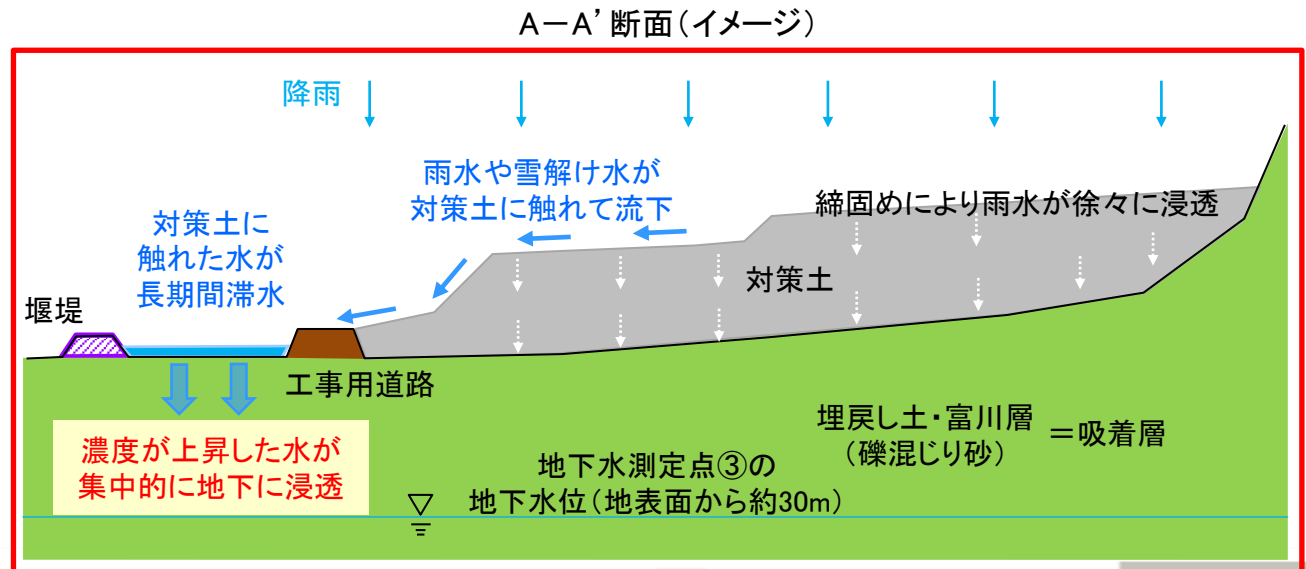 A－A’断面（イメージ）
降雨
雨水や雪解け水が
対策土に触れて流下
締固めにより雨水が徐々に浸透
対策土に
触れた水が
長期間滞水
対策土
堰堤
工事用道路
濃度が上昇した水が
集中的に地下に浸透
埋戻し土・富川層
（礫混じり砂）
＝吸着層
地下水測定点③の
地下水位（地表面から約30m）